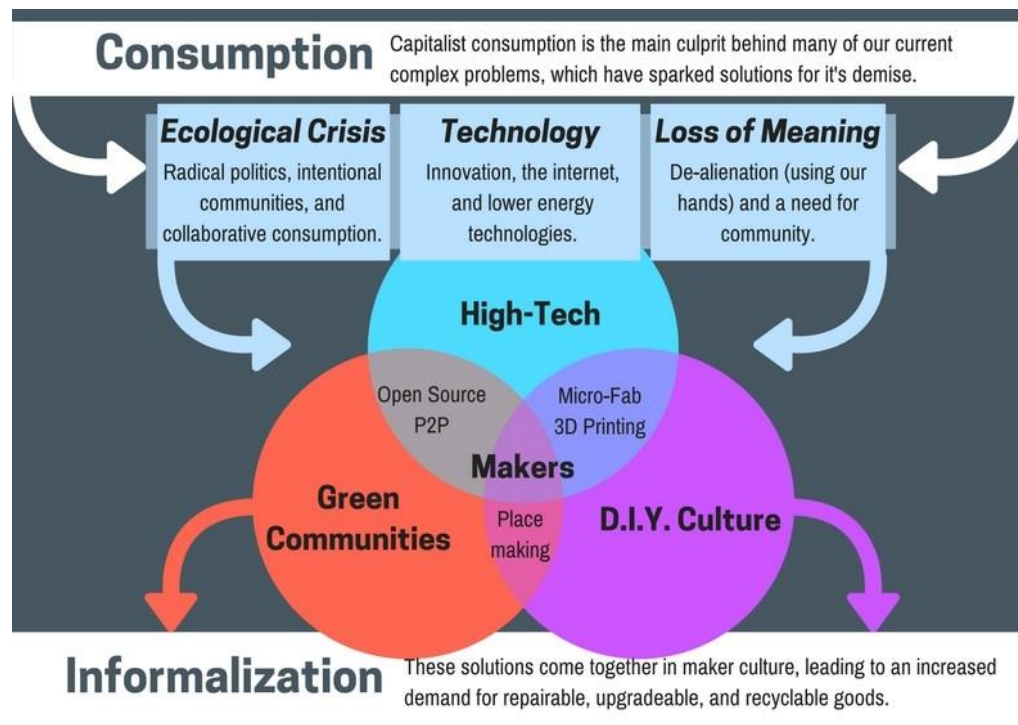 Consumption
Capitalist consumption is the main culprit behind many of our current
complex problems, which have sparked solutions for it's demise.
Ecological Crisis
Radical politics, intentional
communities, and
collaborative consumption.
Technology
Innovation, the internet,
and lower energy
technologies.
Loss of Meaning
De-alienation (using our
hands) and a need for
community.
High-Tech
Open Source
P2P
Micro-Fab
3D Printing
Makers
Green
Communities
Place
making
D.I.Y. Culture
Informalization
These solutions come together in maker culture, leading to an increased
demand for repairable, upgradeable, and recyclable goods.